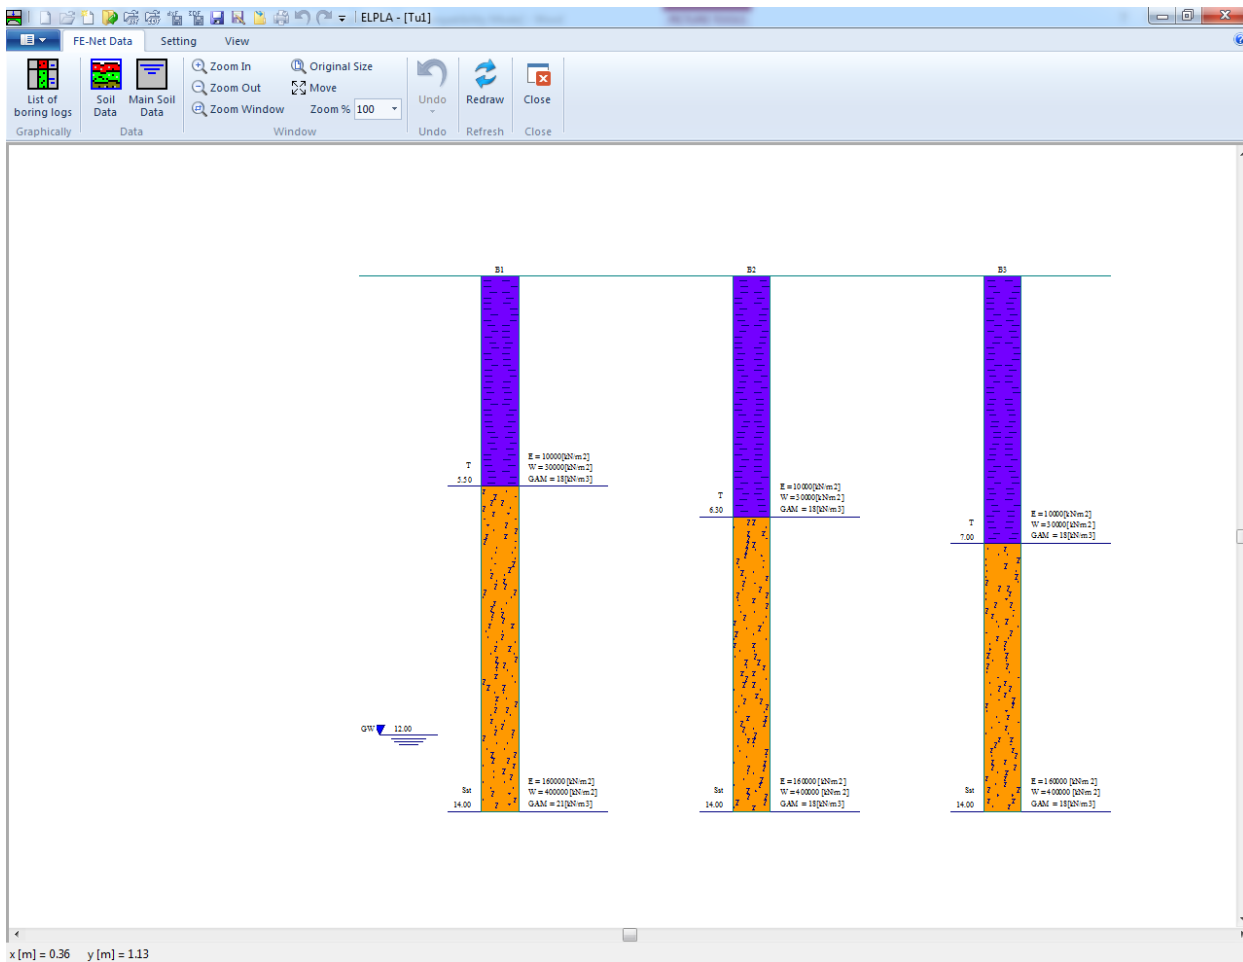 ELPLA - [Tu1]
FE-Net Data Setting View
Zoom In Original Size
Zoom Out Move
Zoom Window Zoom % 100
List of boring logs
Soil Data
Main Soil Data
Undo
Redraw
Close
Graphically Data Window Undo Refresh Close
B1 B2 B3
T
5.50
E = 10000[kN/m2]
W = 30000[kN/m2]
GAM = 18[kN/m3]
T
6.30
E = 10000[kN/m2]
W = 30000[kN/m2]
GAM = 18[kN/m3]
T
7.00
E = 10000[kN/m2]
W = 30000[kN/m2]
GAM = 18[kN/m3]
GW 12.00
Sst
14.00
E = 160000 [kN/m2]
W = 400000 [kN/m2]
GAM = 21[kN/m3]
Sst
14.00
E = 160000 [kN/m2]
W = 400000 [kN/m2]
GAM = 18[kN/m3]
Sst
14.00
E = 160000 [kN/m2]
W = 400000 [kN/m2]
GAM = 18[kN/m3]
x [m] = 0.36 y [m] = 1.13